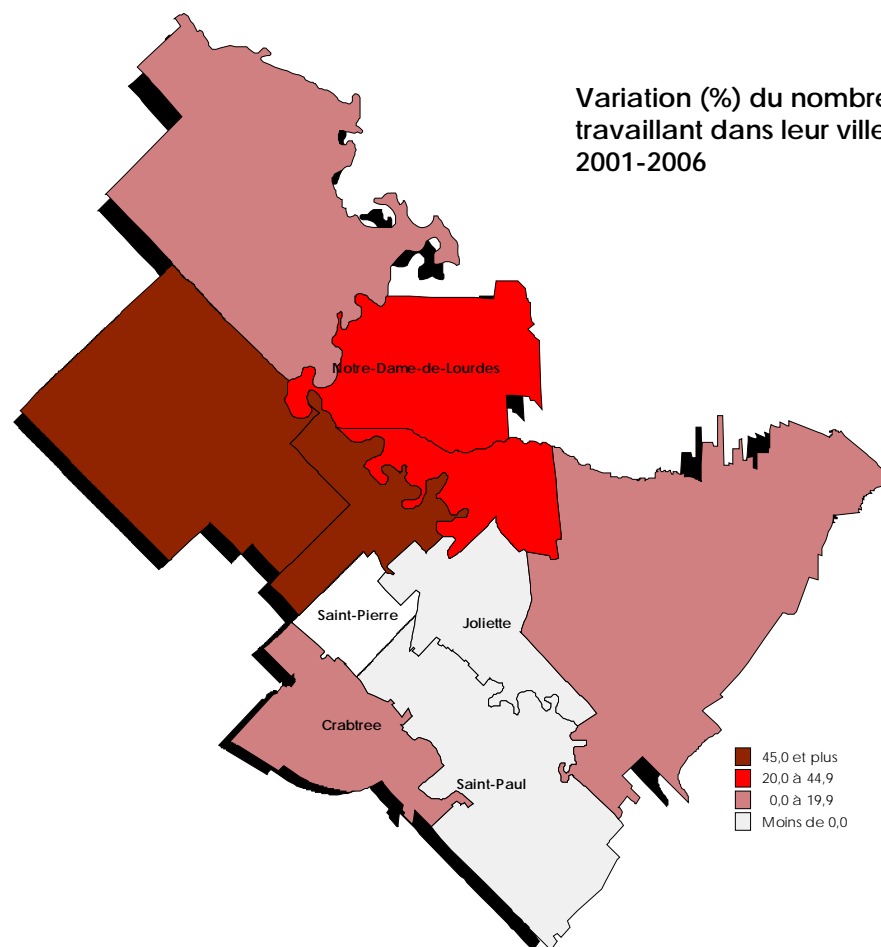 Variation (%) du nombre
travaillant dans leur ville
2001-2006
Notre-Dame-de-Lourdes
Saint-Pierre
Joliette
Crabtree
Saint-Paul
45,0 et plus
20,0 à 44,9
0,0 à 19,9
Moins de 0,0